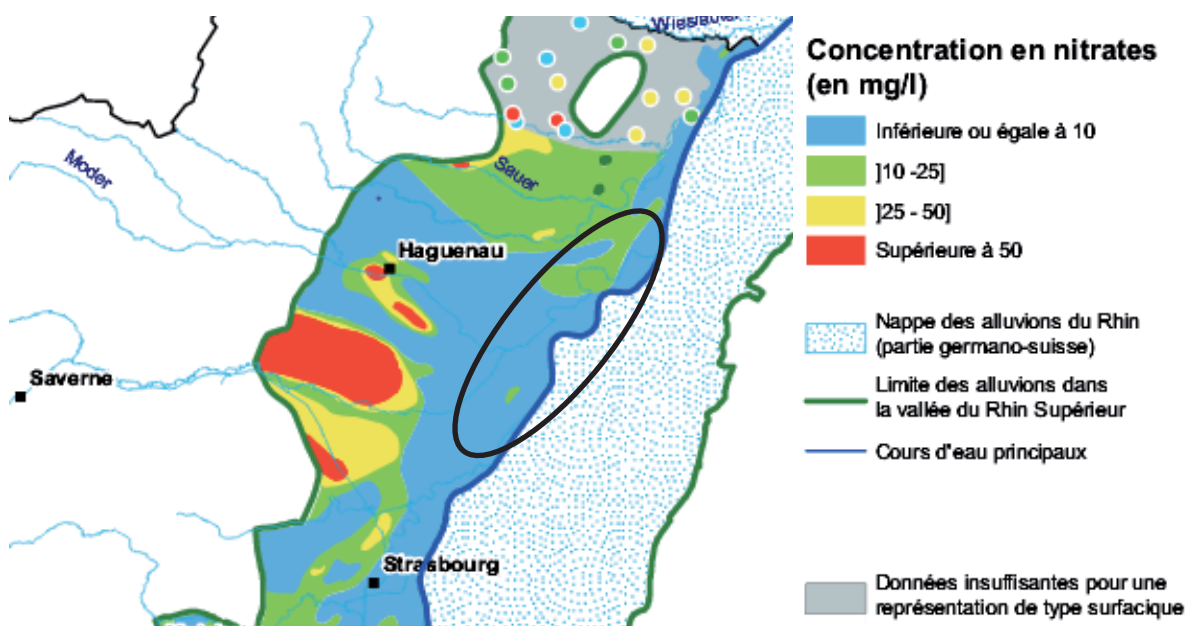 Wieslauter
Moder
Sauer
Haguenau
Saverne
Strasbourg
Concentration en nitrates
(en mg/l)
Inférieure ou égale à 10
]10 -25]
]25 - 50]
Supérieure à 50
Nappe des alluvions du Rhin
(partie germano-suisse)
Limite des alluvions dans
la vallée du Rhin Supérieur
Cours d'eau principaux
Données insuffisantes pour une
représentation de type surfacique